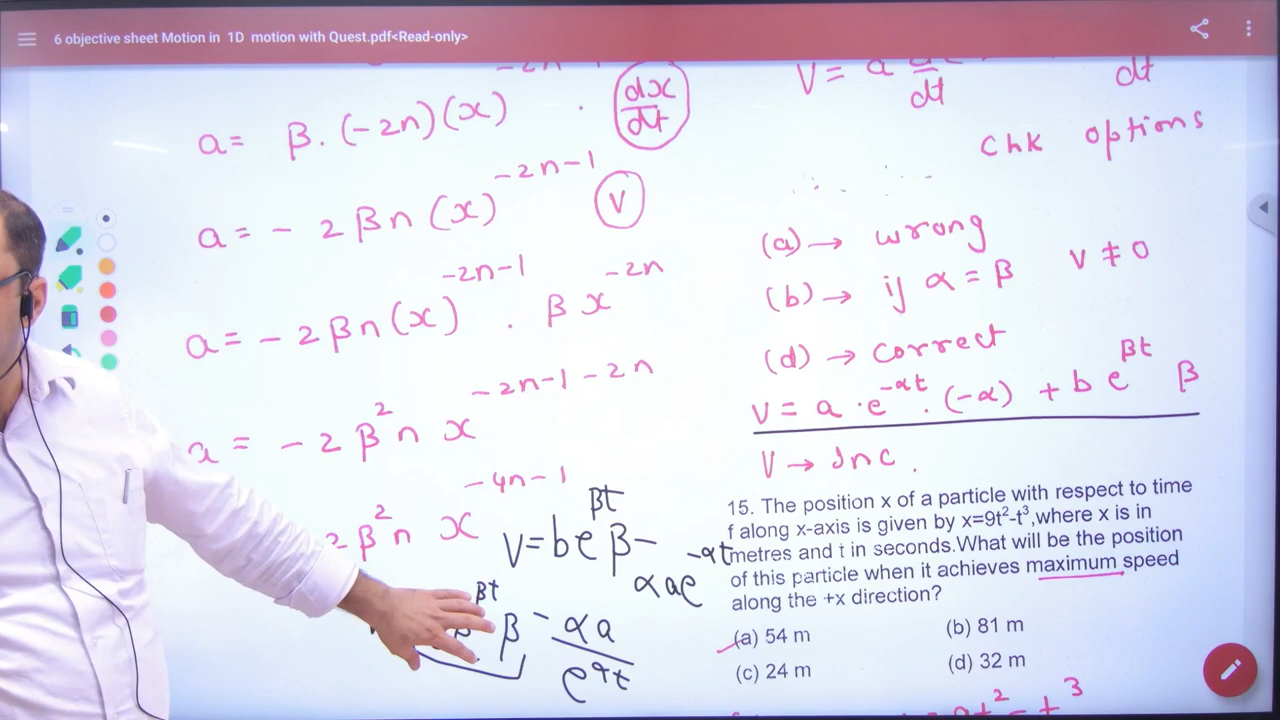 6 objective sheet Motion in 1D motion with Quest.pdf<Read-only>
a = β. (-2n) (x) . dx/dt
a = - 2βn (x)^{-2n-1} v
a = - 2βn (x)^{-2n-1} . β x^{-2n}
a = - 2β²n x^{-2n-1-2n}
2β²n x^{-4n-1}
V = b e^{βt} β - αa e^{-αt}
β^{t} β - αa/e^{αt}
V = a /dt dt
Chk options
(a) → wrong
(b) → if α = β V ≠ 0
(d) → correct
V = a . e^{-αt} . (-α) + b e^{βt} β
V → Inc.
15. The position x of a particle with respect to time
f along x-axis is given by x=9t²-t³,where x is in
metres and t in seconds.What will be the position
of this particle when it achieves maximum speed
along the +x direction?
(a) 54 m (b) 81 m
(c) 24 m (d) 32 m
t² - t³